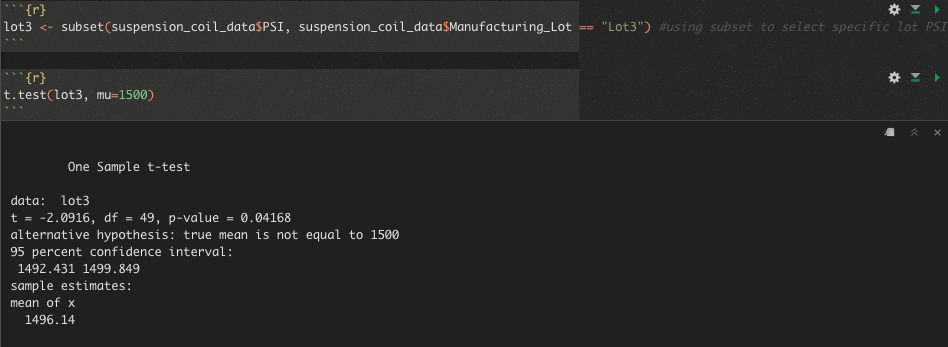 ```{r}
lot3 <- subset(suspension_coil_data$PSI, suspension_coil_data$Manufacturing_Lot == "Lot3") #using subset to select specific lot PSI
```
```{r}
t.test(lot3, mu=1500)
```
One Sample t-test
data:  lot3
t = -2.0916, df = 49, p-value = 0.04168
alternative hypothesis: true mean is not equal to 1500
95 percent confidence interval:
 1492.431 1499.849
sample estimates:
mean of x
  1496.14